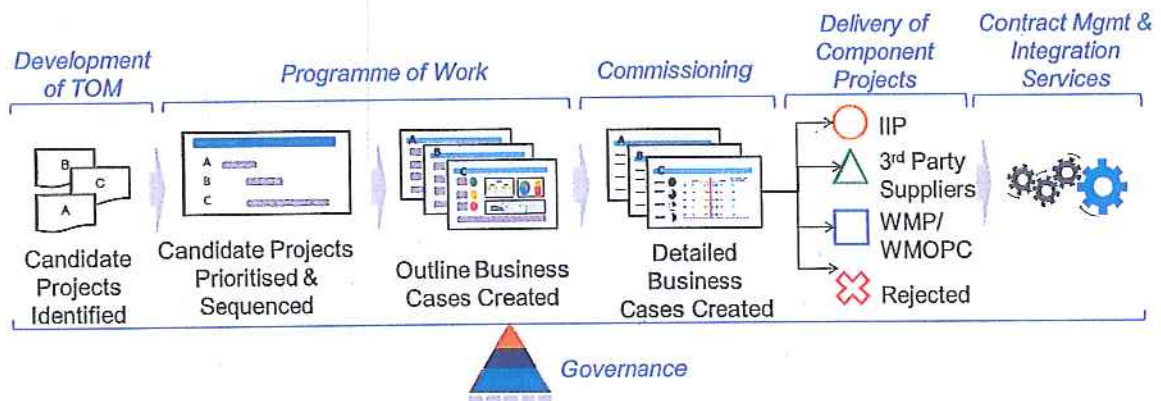 Development
of TOM
Programme of Work
Commissioning
Delivery of
Component
Projects
Contract Mgmt &
Integration
Services
B
C
A
Candidate
Projects
Identified
A
B
C
Candidate Projects
Prioritised &
Sequenced
A
B
C
Outline Business
Cases Created
A
C
Detailed
Business
Cases Created
IIP
3rd Party
Suppliers
WMP/
WMOPC
Rejected
Governance